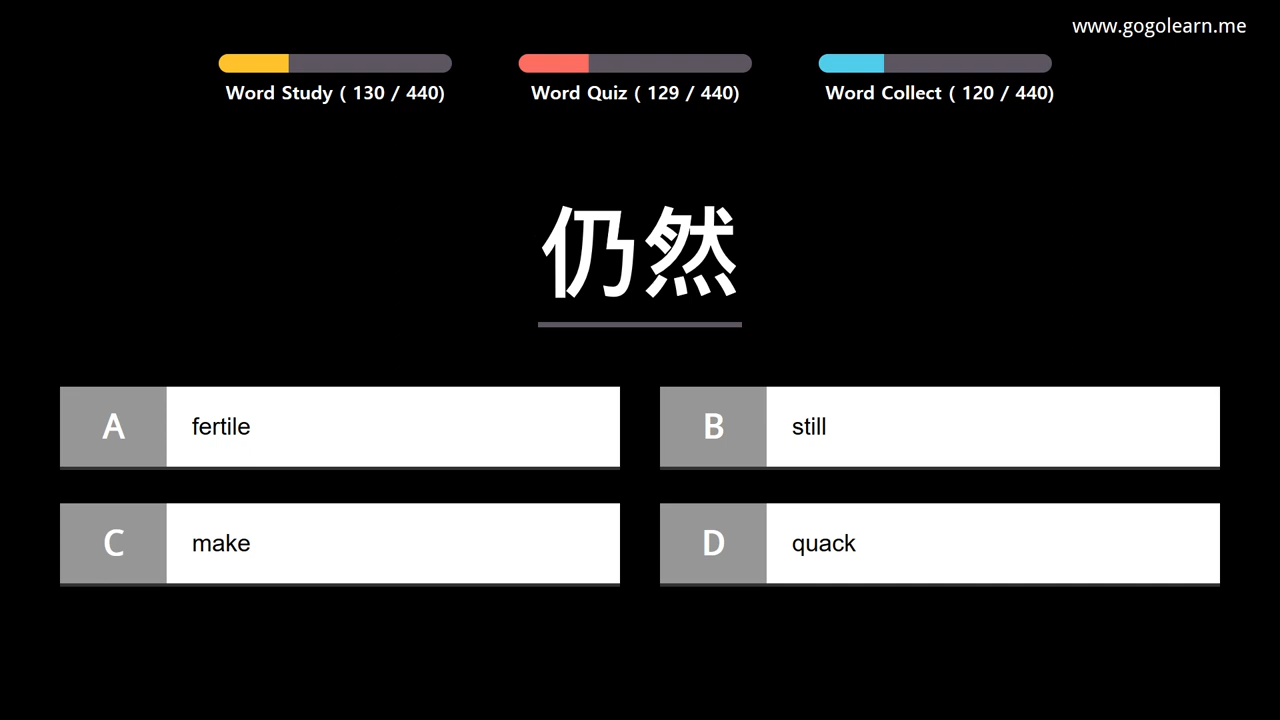 www.gogolearn.me
Word Study ( 130 / 440)
Word Quiz ( 129 / 440)
Word Collect ( 120 / 440)
仍然
A fertile
B still
C make
D quack